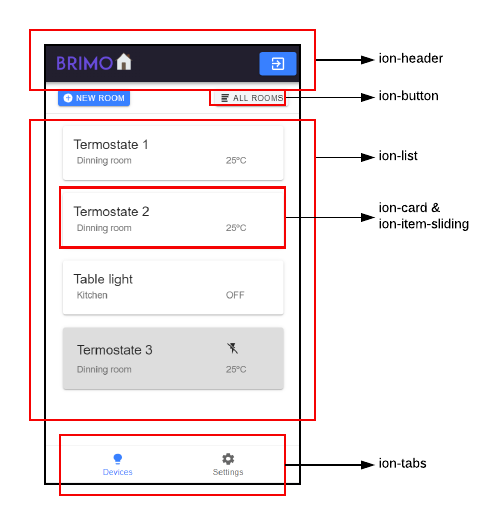 BRIMO
ion-header
NEW ROOM
ALL ROOMS
ion-button
Termostate 1
Dinning room 25ºC
ion-list
Termostate 2
Dinning room 25ºC
ion-card &
ion-item-sliding
Table light
Kitchen OFF
Termostate 3
Dinning room 25ºC
Devices
Settings
ion-tabs